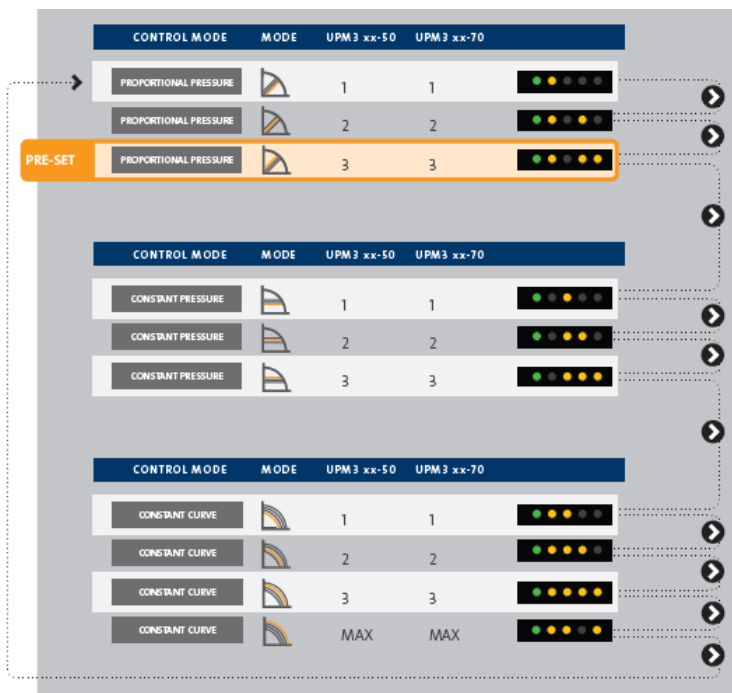 CONTROL MODE MODE UPM3 xx-50 UPM3 xx-70
PROPORTIONAL PRESSURE 1 1
PROPORTIONAL PRESSURE 2 2
PRE-SET PROPORTIONAL PRESSURE 3 3
CONTROL MODE MODE UPM3 xx-50 UPM3 xx-70
CONSTANT PRESSURE 1 1
CONSTANT PRESSURE 2 2
CONSTANT PRESSURE 3 3
CONTROL MODE MODE UPM3 xx-50 UPM3 xx-70
CONSTANT CURVE 1 1
CONSTANT CURVE 2 2
CONSTANT CURVE 3 3
CONSTANT CURVE MAX MAX